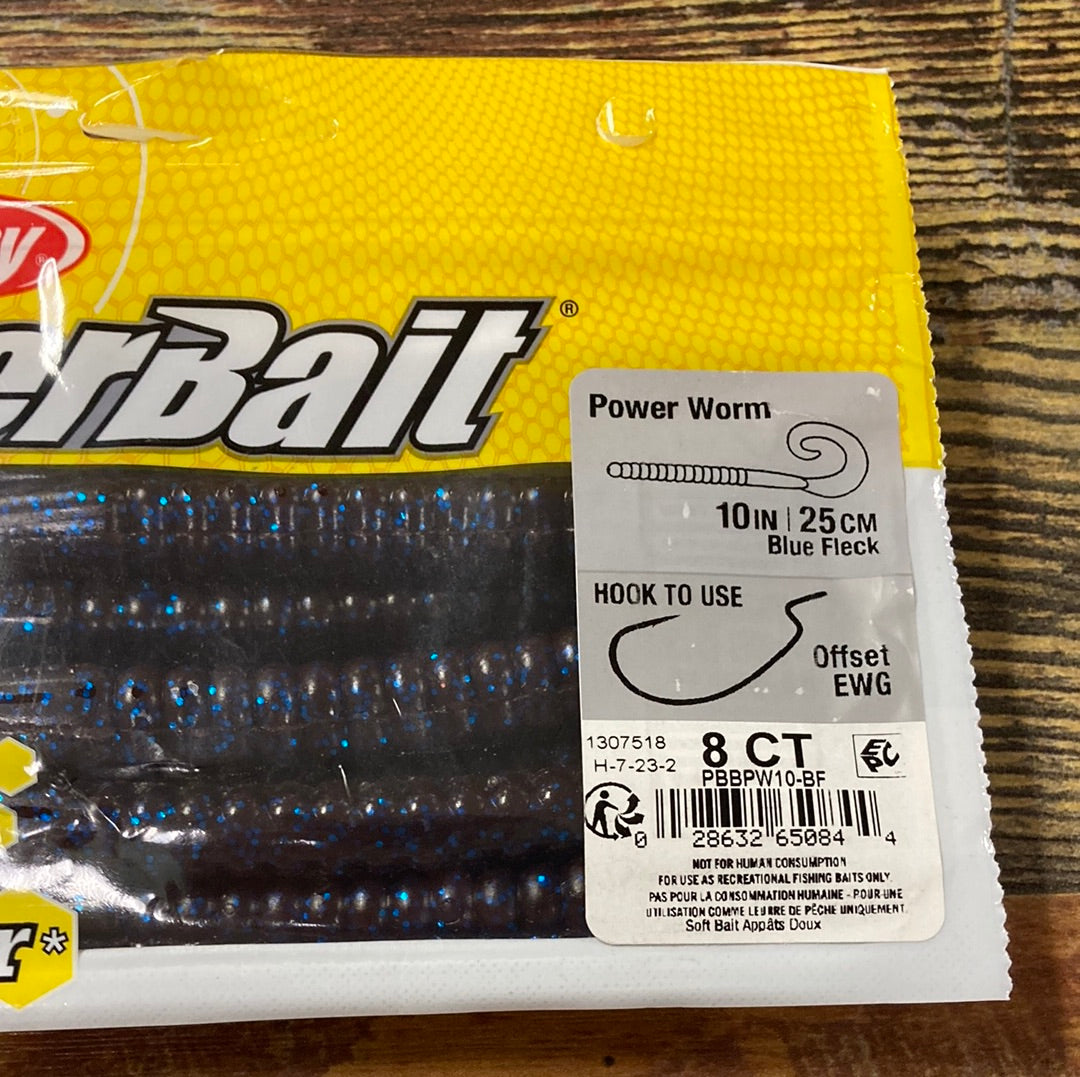 y®
erBait®
Power Worm
10IN | 25CM
Blue Fleck
HOOK TO USE
Offset
EWG
1307518
H-7-23-2
8 CT
EPC
PBBPW10-BF
0 28632 65084 4
NOT FOR HUMAN CONSUMPTION
FOR USE AS RECREATIONAL FISHING BAITS ONLY.
PAS POUR LA CONSOMMATION HUMAINE - POUR UNE
UTILISATION COMME LEURRE DE PÊCHE UNIQUEMENT.
Soft Bait Appâts Doux
r*